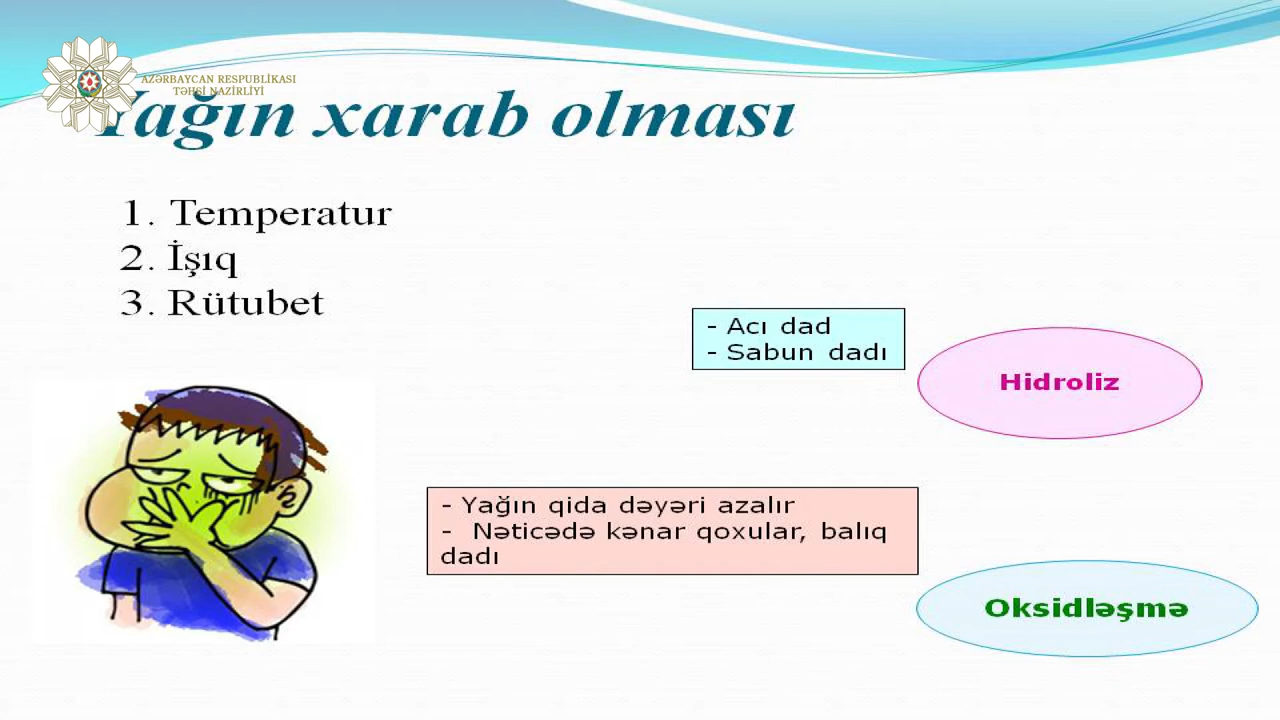 AZƏRBAYCAN RESPUBLİKASI
TƏHSİ NAZİRLİYİ
Yağın xarab olması
1. Temperatur
2. İşıq
3. Rütubet
- Acı dad
- Sabun dadı
Hidroliz
- Yağın qida dəyəri azalır
- Nəticədə kənar qoxular, balıq
dadı
Oksidləşmə